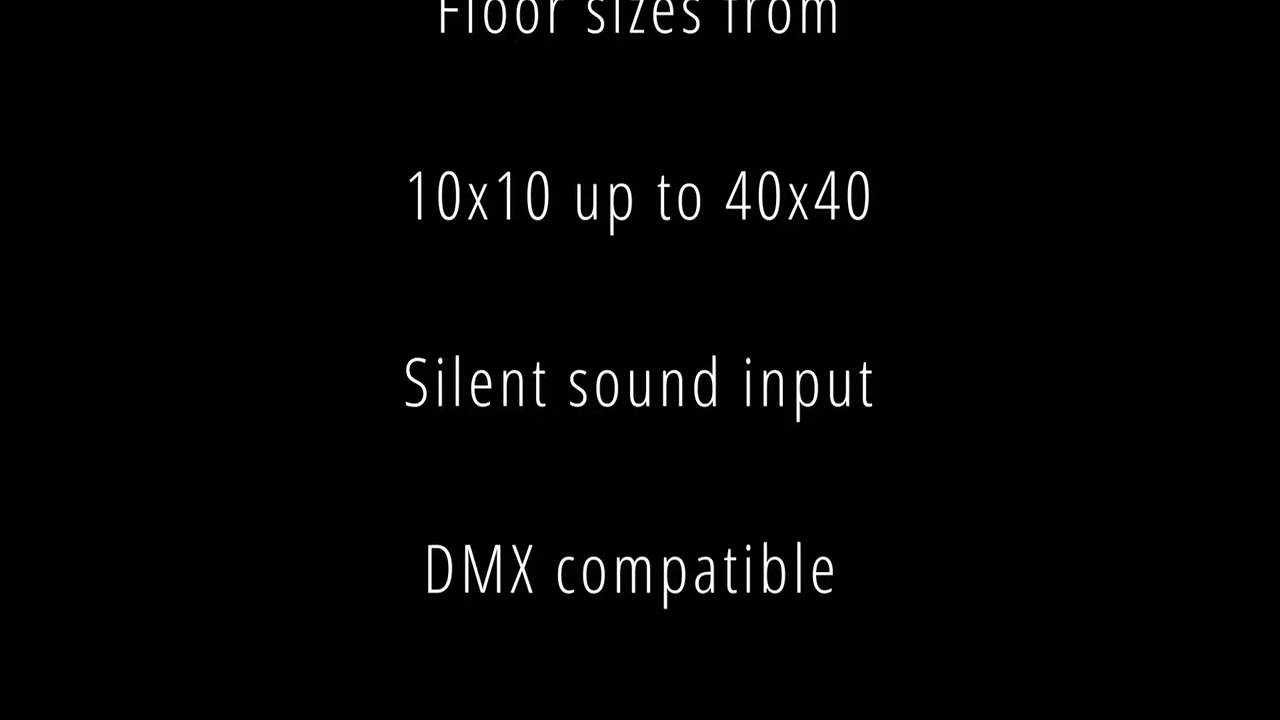 Floor sizes from
10x10 up to 40x40
Silent sound input
DMX compatible